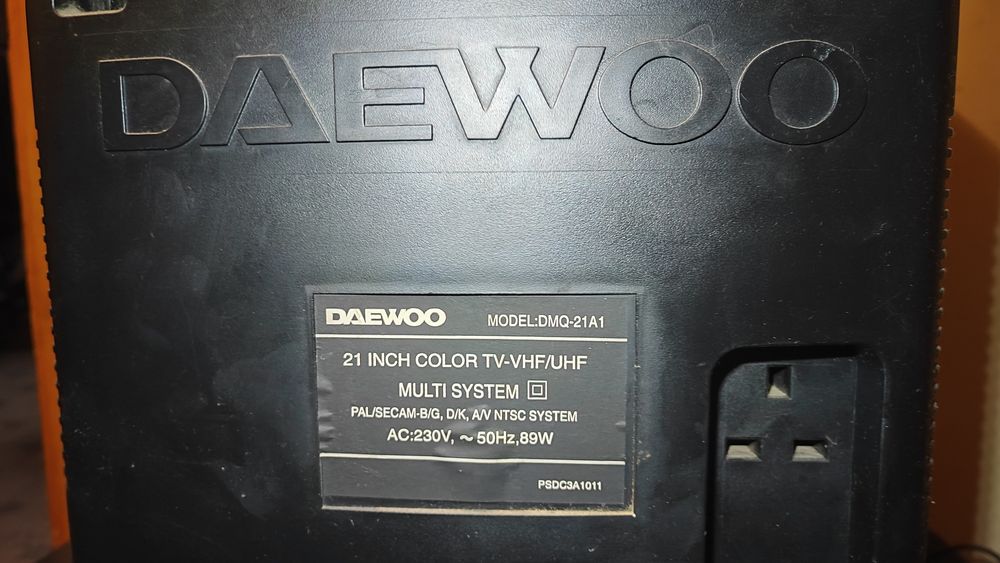 DAEWOO
DAEWOO MODEL:DMQ-21A1
21 INCH COLOR TV-VHF/UHF
MULTI SYSTEM
PAL/SECAM-B/G, D/K, A/V NTSC SYSTEM
AC:230V, ~ 50Hz,89W
PSDC3A1011